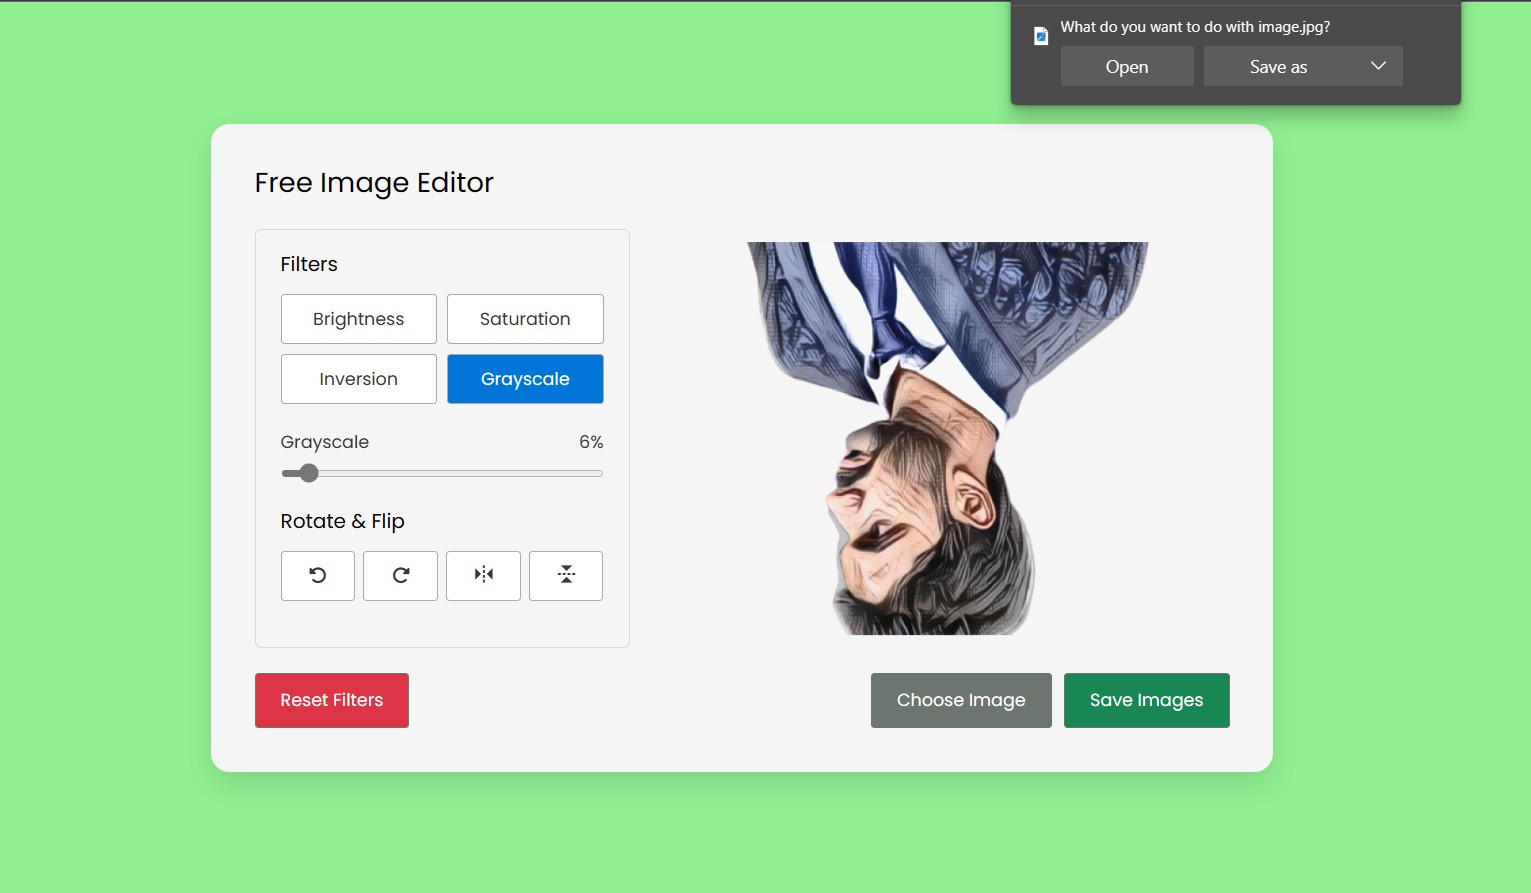 What do you want to do with image.jpg?
Open
Save as
Free Image Editor
Filters
Brightness
Saturation
Inversion
Grayscale
Grayscale 6%
Rotate & Flip
Reset Filters
Choose Image
Save Images